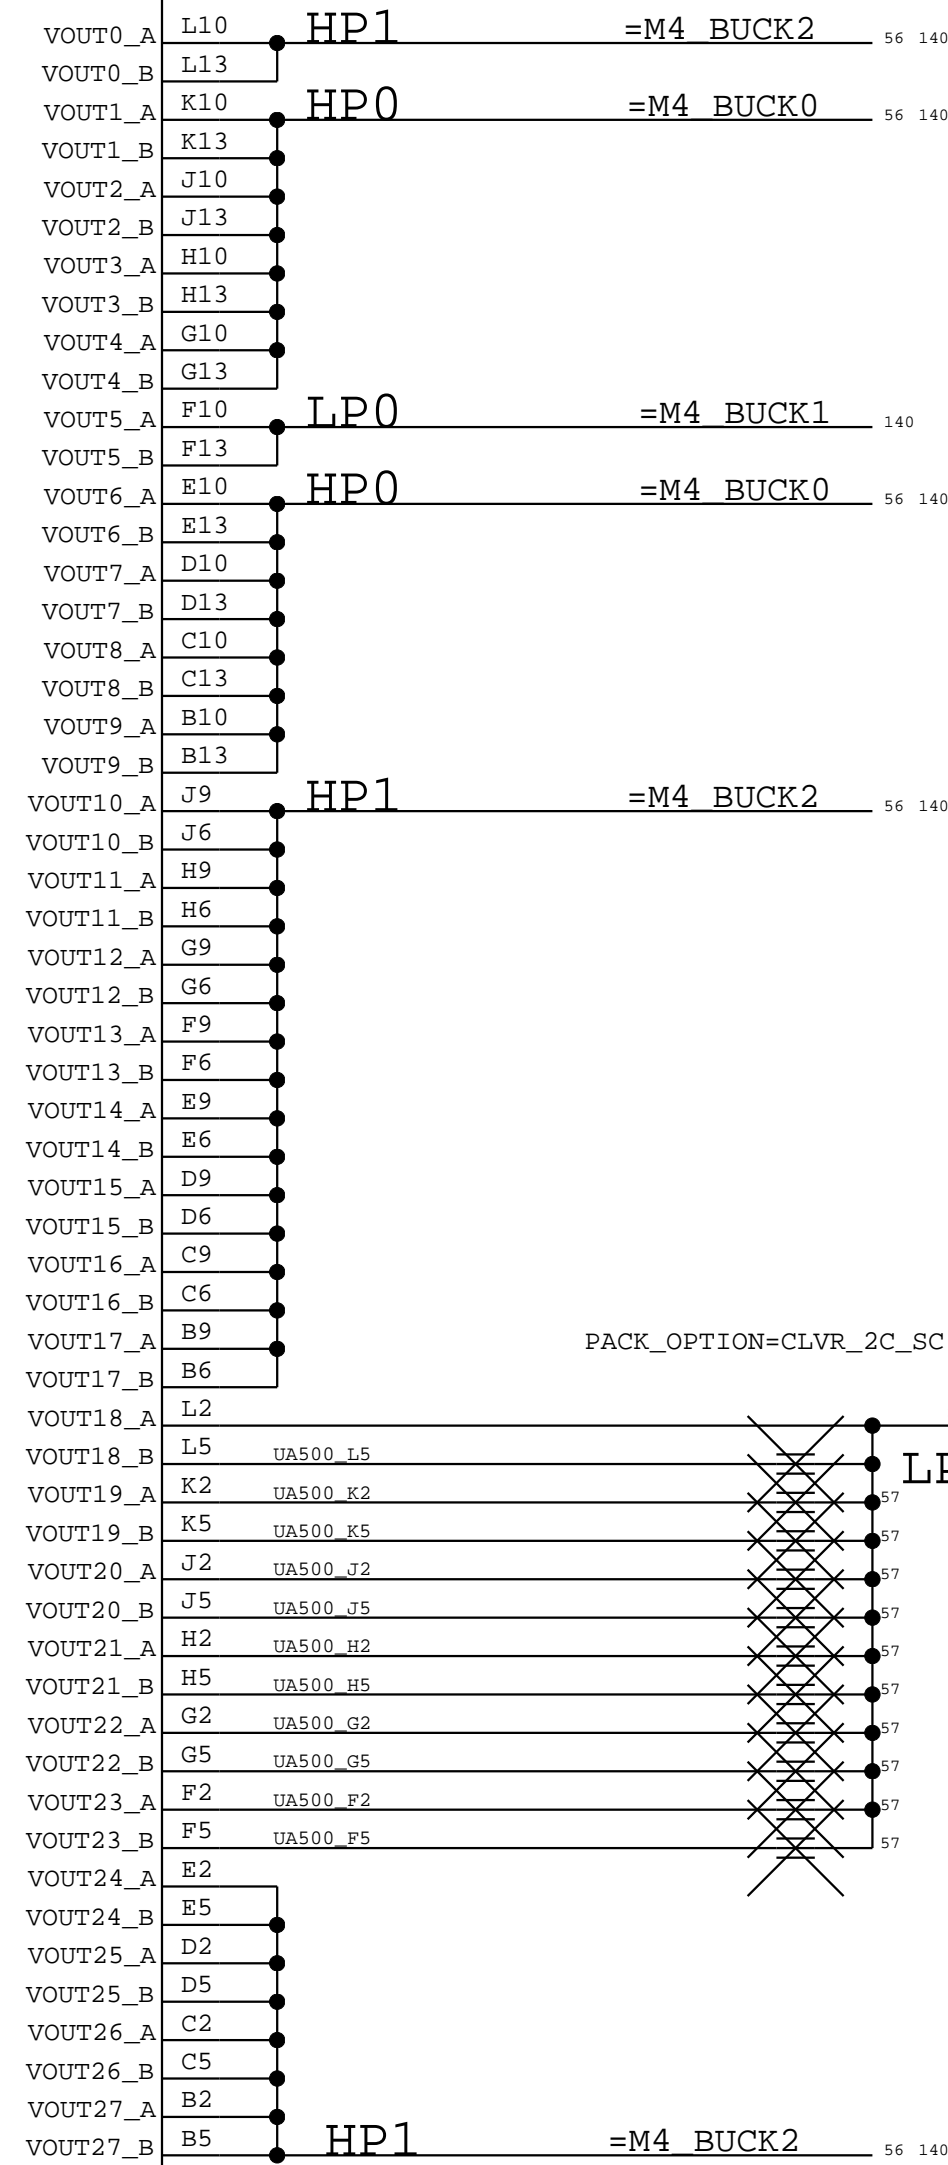 VOUT0_A L10 HP1 =M4_BUCK2 56 140
VOUT0_B L13
VOUT1_A K10 HP0 =M4_BUCK0 56 140
VOUT1_B K13
VOUT2_A J10
VOUT2_B J13
VOUT3_A H10
VOUT3_B H13
VOUT4_A G10
VOUT4_B G13
VOUT5_A F10 LP0 =M4_BUCK1 140
VOUT5_B F13
VOUT6_A E10 HP0 =M4_BUCK0 56 140
VOUT6_B E13
VOUT7_A D10
VOUT7_B D13
VOUT8_A C10
VOUT8_B C13
VOUT9_A B10
VOUT9_B B13
VOUT10_A J9 HP1 =M4_BUCK2 56 140
VOUT10_B J6
VOUT11_A H9
VOUT11_B H6
VOUT12_A G9
VOUT12_B G6
VOUT13_A F9
VOUT13_B F6
VOUT14_A E9
VOUT14_B E6
VOUT15_A D9
VOUT15_B D6
VOUT16_A C9
VOUT16_B C6
VOUT17_A B9 PACK_OPTION=CLVR_2C_SC
VOUT17_B B6
VOUT18_A L2
VOUT18_B L5 UA500_L5 LP
VOUT19_A K2 UA500_K2 57
VOUT19_B K5 UA500_K5 57
VOUT20_A J2 UA500_J2 57
VOUT20_B J5 UA500_J5 57
VOUT21_A H2 UA500_H2 57
VOUT21_B H5 UA500_H5 57
VOUT22_A G2 UA500_G2 57
VOUT22_B G5 UA500_G5 57
VOUT23_A F2 UA500_F2 57
VOUT23_B F5 UA500_F5 57
VOUT24_A E2
VOUT24_B E5
VOUT25_A D2
VOUT25_B D5
VOUT26_A C2
VOUT26_B C5
VOUT27_A B2
VOUT27_B B5 HP1 =M4_BUCK2 56 140